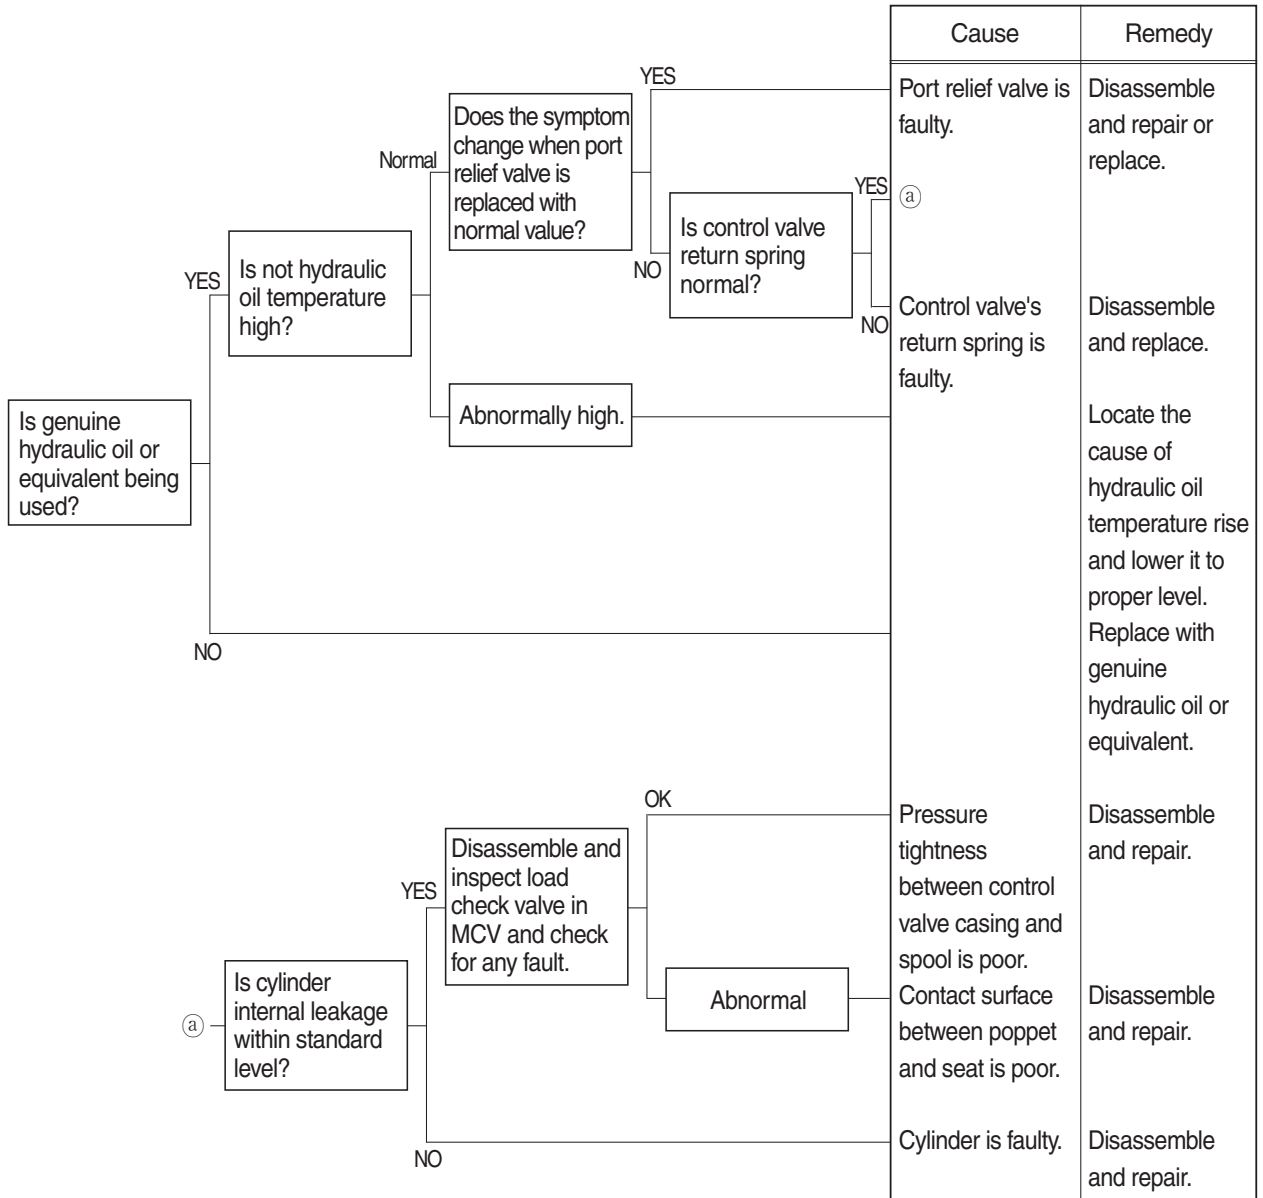 Cause
Remedy
YES
Port relief valve is
faulty.
Disassemble
and repair or
replace.
Does the symptom
change when port
relief valve is
replaced with
normal value?
Normal
YES
ⓐ
Is control valve
return spring
normal?
NO
NO
Control valve's
return spring is
faulty.
Disassemble
and replace.
YES
Is not hydraulic
oil temperature
high?
Abnormally high.
Locate the
cause of
hydraulic oil
temperature rise
and lower it to
proper level.
Is genuine
hydraulic oil or
equivalent being
used?
NO
Replace with
genuine
hydraulic oil or
equivalent.
OK
Pressure
tightness
between control
valve casing and
spool is poor.
Disassemble
and repair.
YES
Disassemble and
inspect load
check valve in
MCV and check
for any fault.
Abnormal
Contact surface
between poppet
and seat is poor.
Disassemble
and repair.
ⓐ
Is cylinder
internal leakage
within standard
level?
NO
Cylinder is faulty.
Disassemble
and repair.